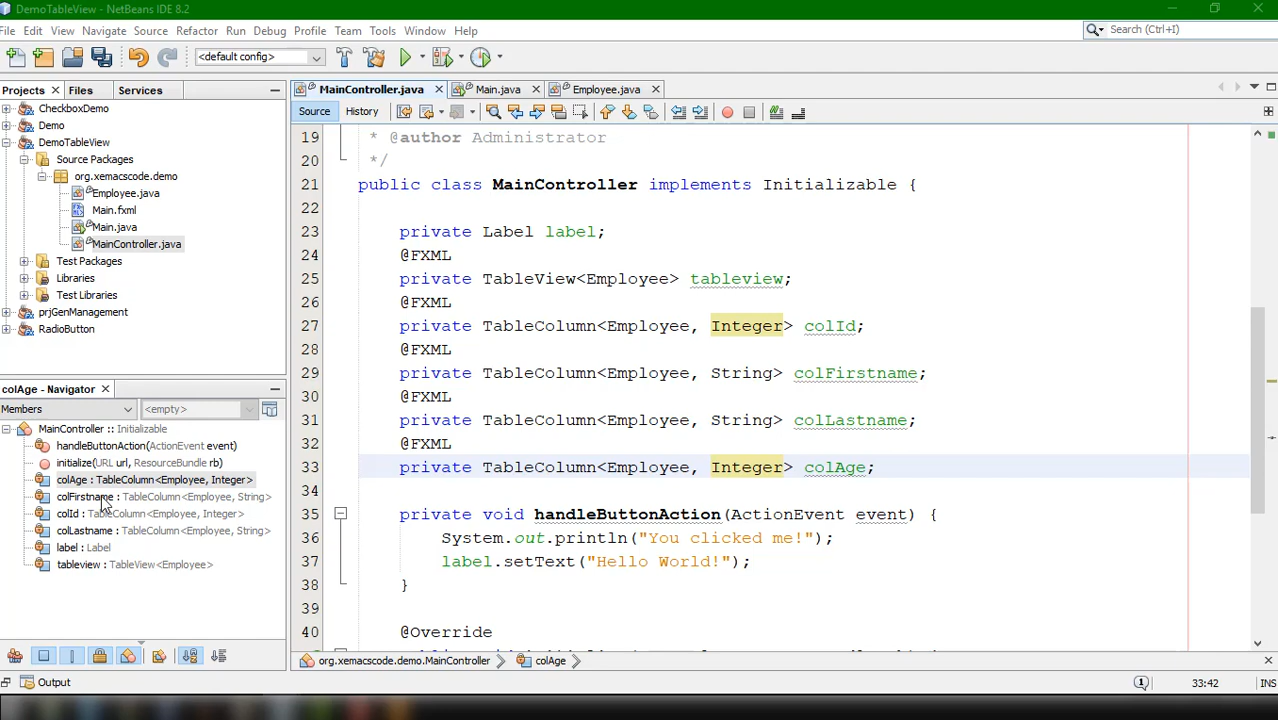 DemoTableView - NetBeans IDE 8.2
File Edit View Navigate Source Refactor Run Debug Profile Team Tools Window Help
Search (Ctrl+I)
<default config>
Projects Files Services
CheckboxDemo
Demo
DemoTableView
Source Packages
org.xemacscode.demo
Employee.java
Main.fxml
Main.java
MainController.java
Test Packages
Libraries
Test Libraries
prjGenManagement
RadioButton
colAge - Navigator
Members <empty>
MainController :: Initializable
handleButtonAction(ActionEvent event)
initialize(URL url, ResourceBundle rb)
colAge : TableColumn<Employee, Integer>
colFirstname : TableColumn<Employee, String>
colId : TableColumn<Employee, Integer>
colLastname : TableColumn<Employee, String>
label : Label
tableview : TableView<Employee>
MainController.java Main.java Employee.java
Source History
19 * @author Administrator
20 */
21 public class MainController implements Initializable {
22
23 private Label label;
24 @FXML
25 private TableView<Employee> tableview;
26 @FXML
27 private TableColumn<Employee, Integer> colId;
28 @FXML
29 private TableColumn<Employee, String> colFirstname;
30 @FXML
31 private TableColumn<Employee, String> colLastname;
32 @FXML
33 private TableColumn<Employee, Integer> colAge;
34
35 private void handleButtonAction(ActionEvent event) {
36 System.out.println("You clicked me!");
37 label.setText("Hello World!");
38 }
39
40 @Override
org.xemacscode.demo.MainController colAge
Output
1
33:42 INS